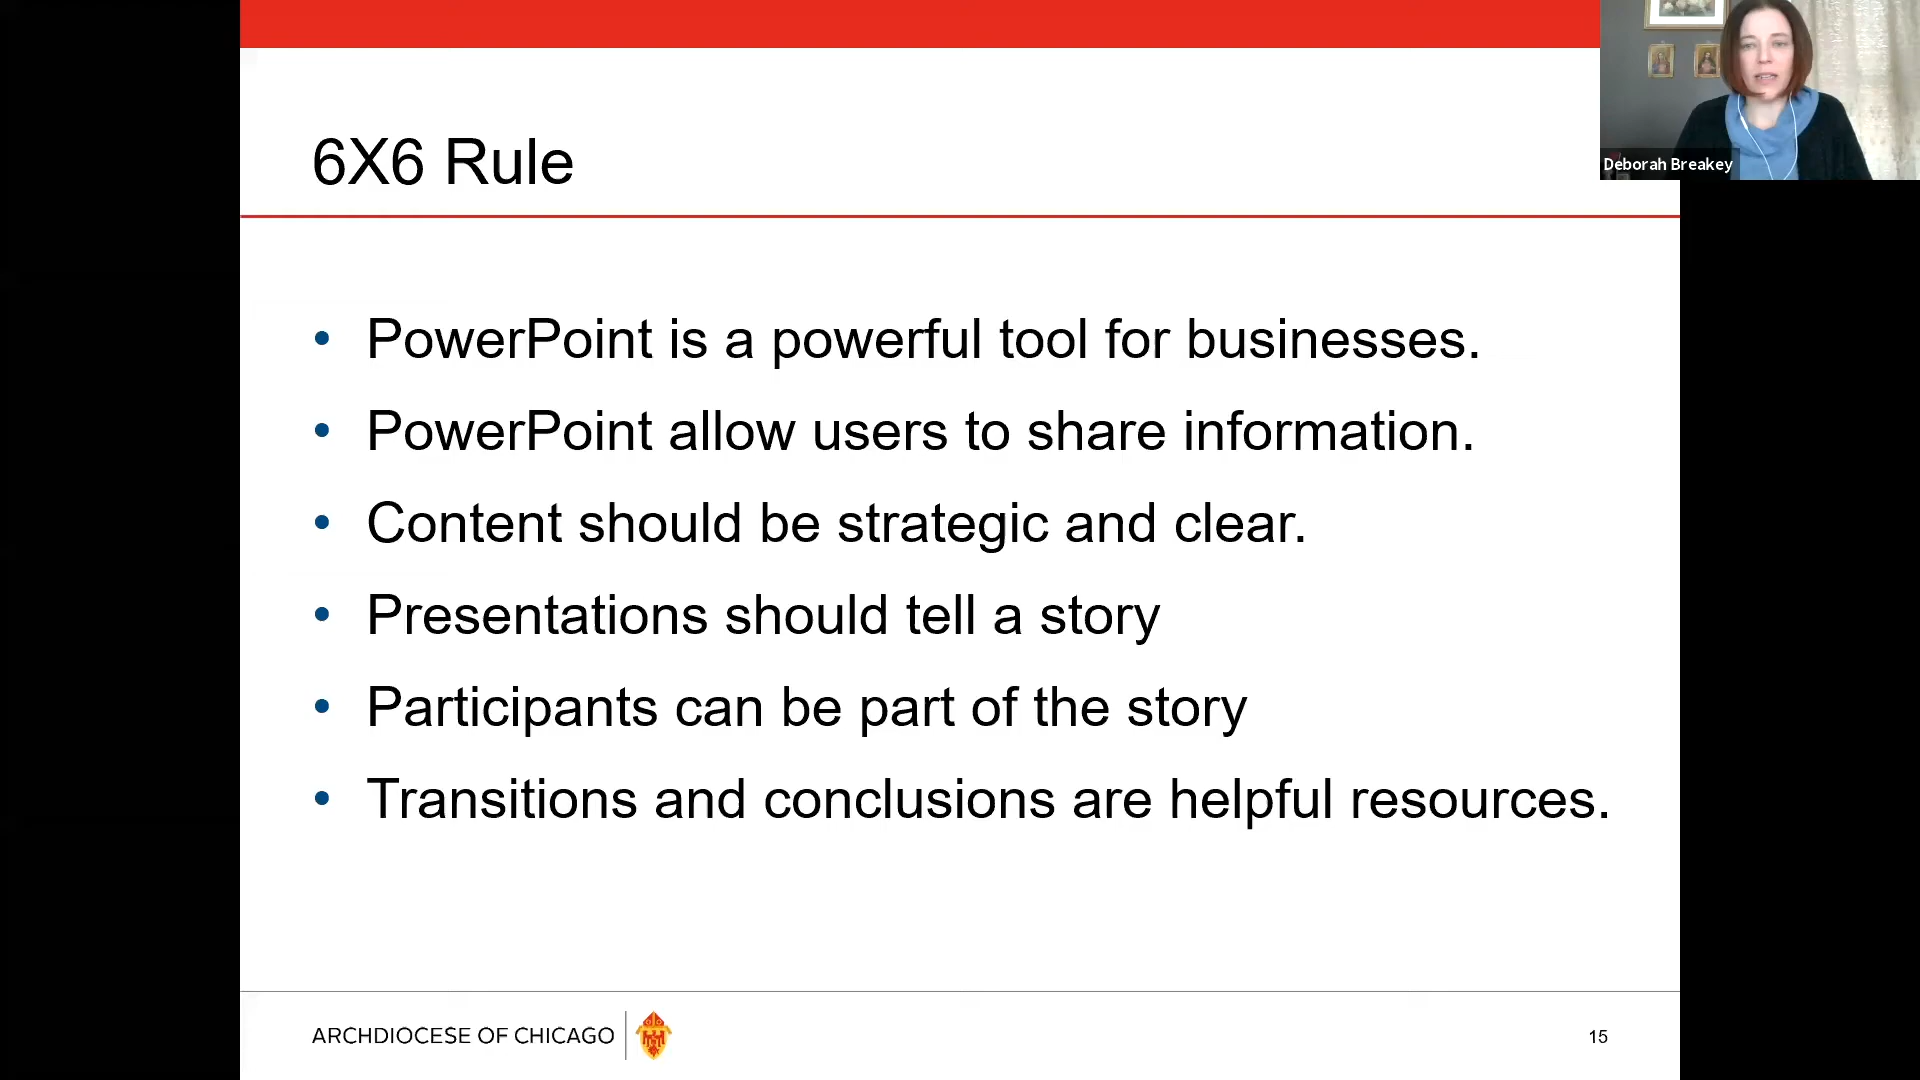 Deborah Breakey
6X6 Rule
• PowerPoint is a powerful tool for businesses.
• PowerPoint allow users to share information.
• Content should be strategic and clear.
• Presentations should tell a story
• Participants can be part of the story
• Transitions and conclusions are helpful resources.
ARCHDIOCESE OF CHICAGO
15